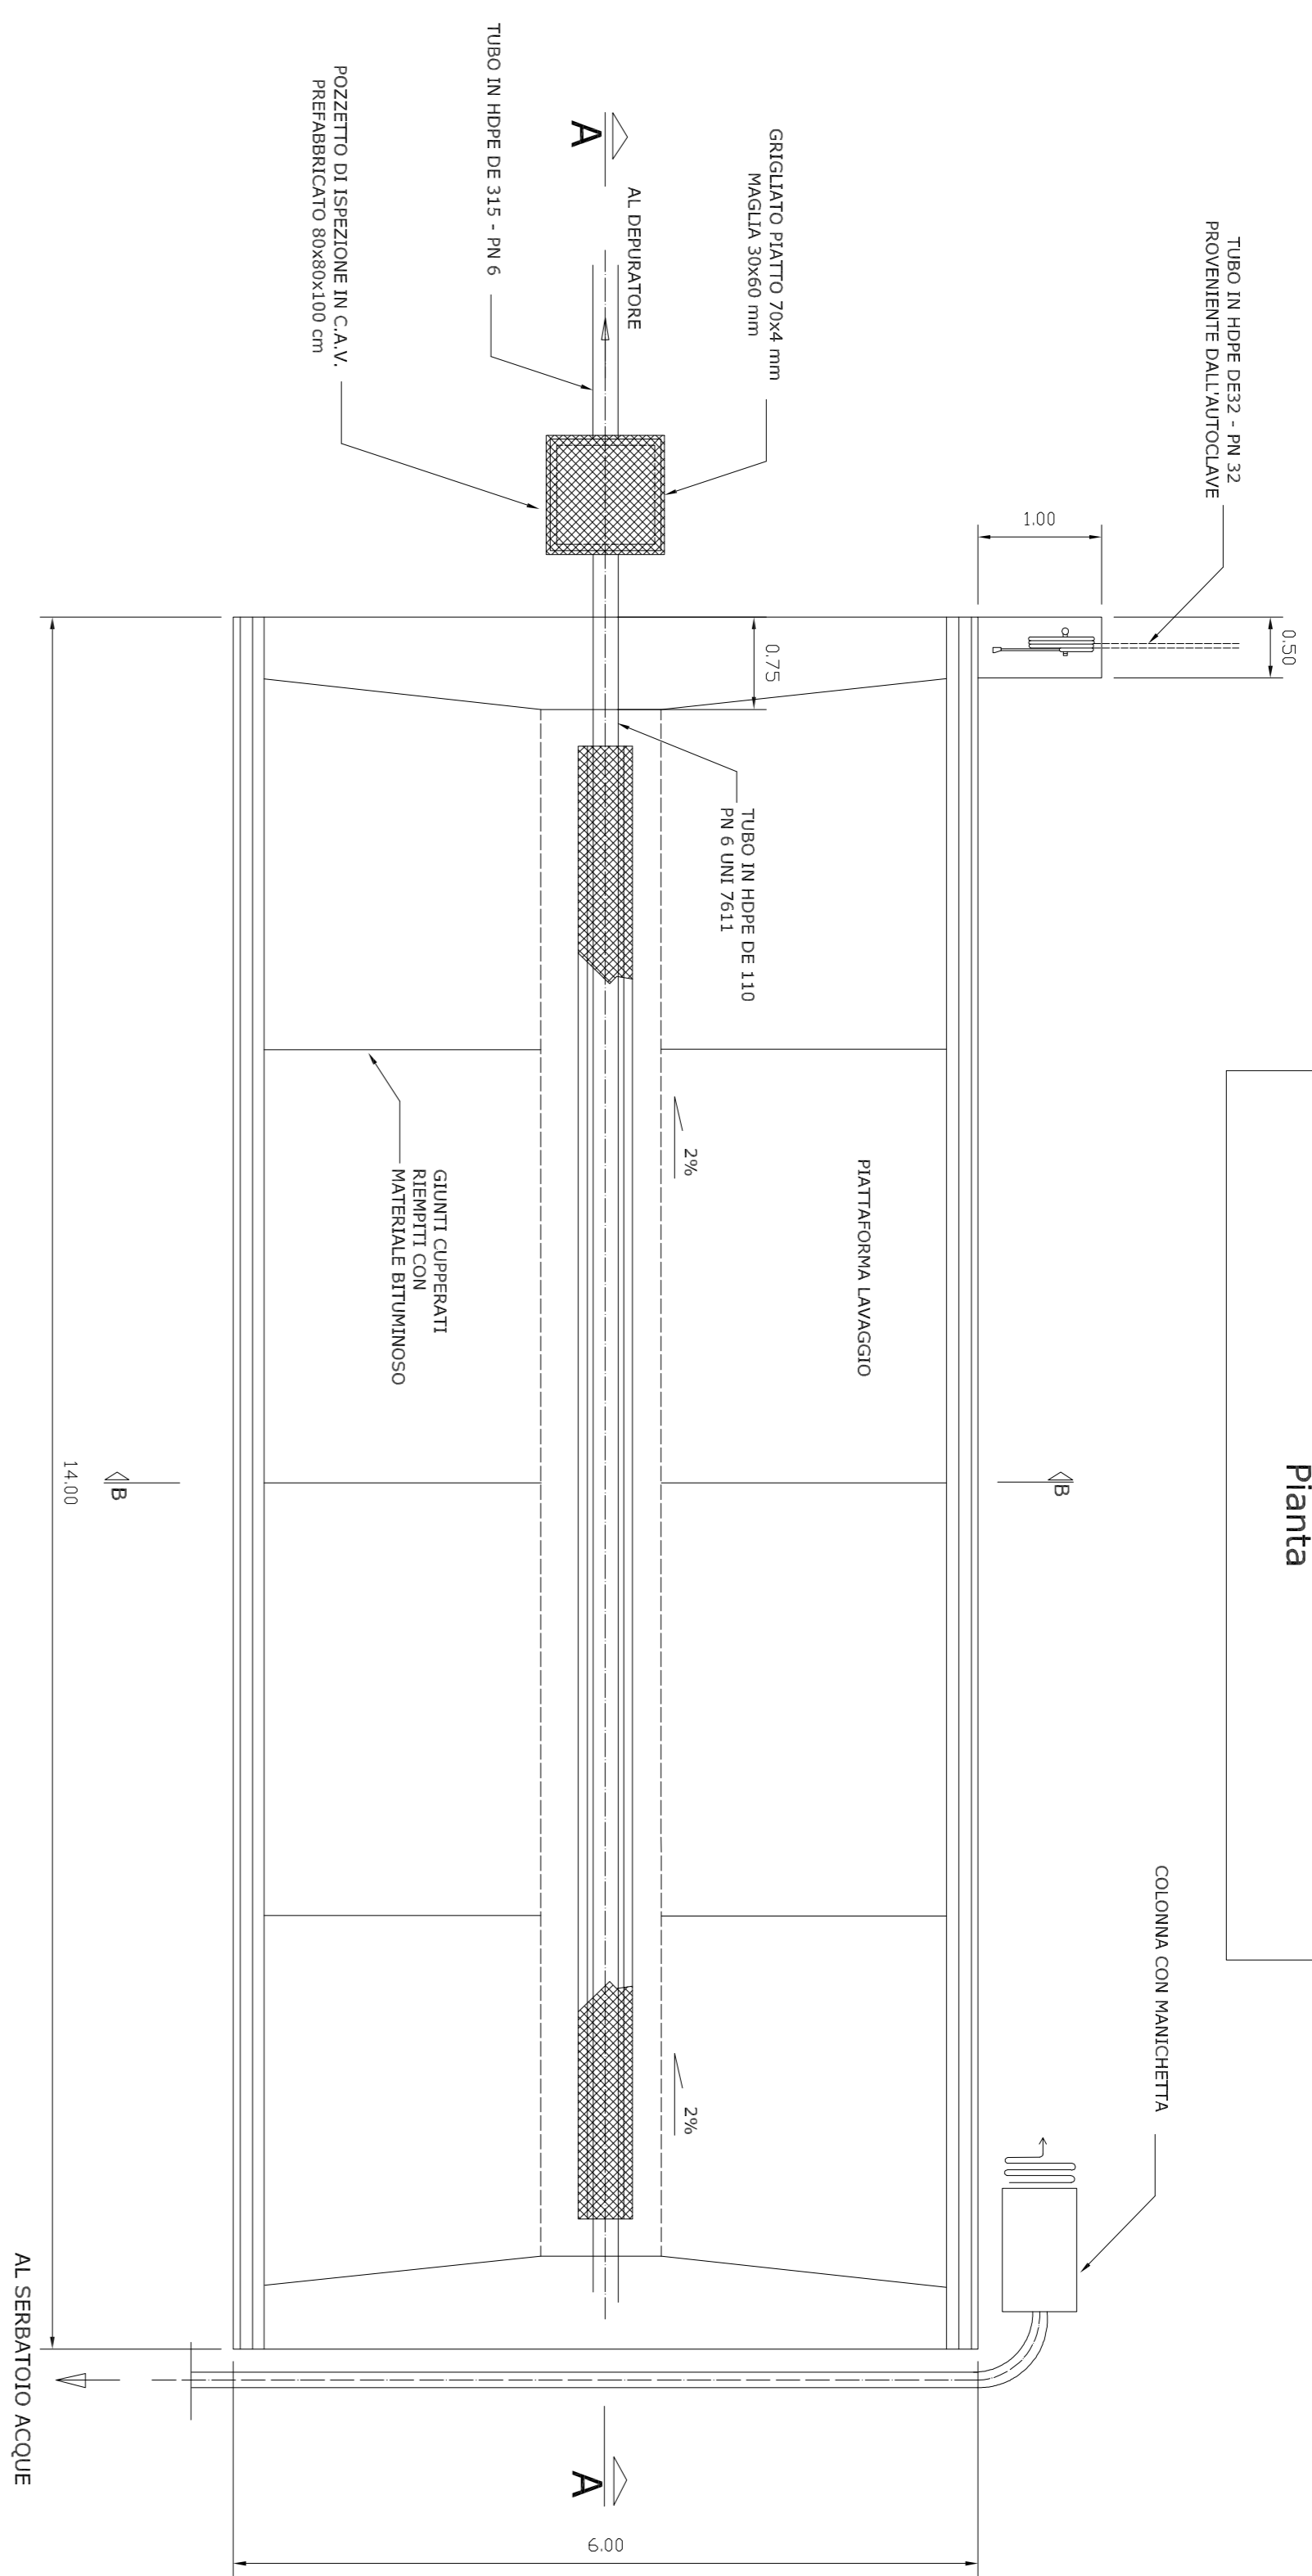 Pianta
TUBO IN HDPE DE32 - PN 32
PROVENIENTE DALL'AUTOCLAVE
0.50
1.00
COLONNA CON MANICHETTA
B
GRIGLIATO PIATTO 70x4 mm
MAGLIA 30x60 mm
0.75
PIATTAFORMA LAVAGGIO
TUBO IN HDPE DE 110
PN 6 UNI 7611
2%
2%
AL DEPURATORE
A
A
6.00
TUBO IN HDPE DE 315 - PN 6
GIUNTI CUPPERATI
RIEMPITI CON
MATERIALE BITUMINOSO
POZZETTO DI ISPEZIONE IN C.A.V.
PREFABBRICATO 80x80x100 cm
B
14.00
AL SERBATOIO ACQUE